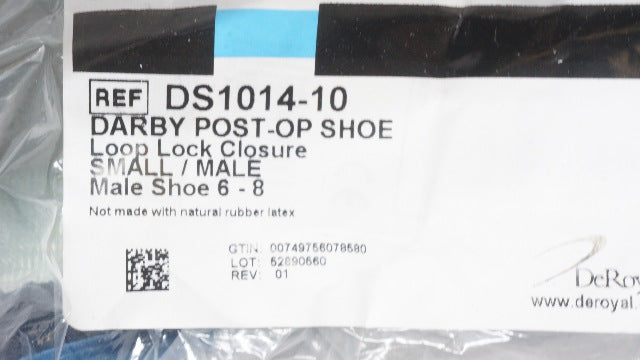 REF DS1014-10
DARBY POST-OP SHOE
Loop Lock Closure
SMALL / MALE
Male Shoe 6 - 8
Not made with natural rubber latex
GTIN: 00749756078580
LOT: 52890560
REV: 01
DeRoy
www.deroyal.